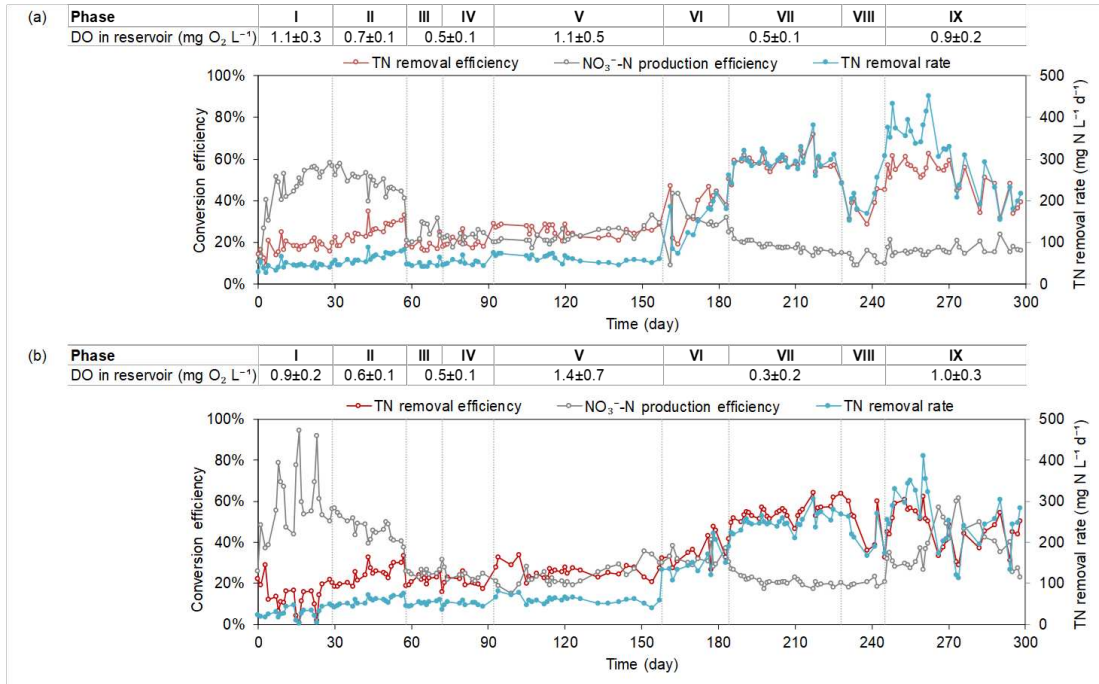 (a)
Phase I II III IV V VI VII VIII IX
DO in reservoir (mg O₂ L⁻¹) 1.1±0.3 0.7±0.1 0.5±0.1 1.1±0.5 0.5±0.1 0.9±0.2
TN removal efficiency NO₃⁻-N production efficiency TN removal rate
100% 500
80% 400
60% 300
40% 200
20% 100
0% 0
Conversion efficiency
TN removal rate (mg N L⁻¹ d⁻¹)
0 30 60 90 120 150 180 210 240 270 300
Time (day)
(b)
Phase I II III IV V VI VII VIII IX
DO in reservoir (mg O₂ L⁻¹) 0.9±0.2 0.6±0.1 0.5±0.1 1.4±0.7 0.3±0.2 1.0±0.3
TN removal efficiency NO₃⁻-N production efficiency TN removal rate
100% 500
80% 400
60% 300
40% 200
20% 100
0% 0
Conversion efficiency
TN removal rate (mg N L⁻¹ d⁻¹)
0 30 60 90 120 150 180 210 240 270 300
Time (day)